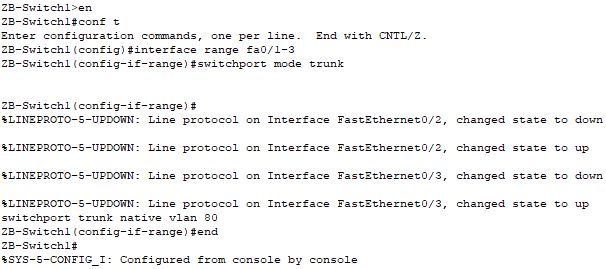 ZB-Switch1>en
ZB-Switch1#conf t
Enter configuration commands, one per line.  End with CNTL/Z.
ZB-Switch1(config)#interface range fa0/1-3
ZB-Switch1(config-if-range)#switchport mode trunk
ZB-Switch1(config-if-range)#
%LINEPROTO-5-UPDOWN: Line protocol on Interface FastEthernet0/2, changed state to down
%LINEPROTO-5-UPDOWN: Line protocol on Interface FastEthernet0/2, changed state to up
%LINEPROTO-5-UPDOWN: Line protocol on Interface FastEthernet0/3, changed state to down
%LINEPROTO-5-UPDOWN: Line protocol on Interface FastEthernet0/3, changed state to up
switchport trunk native vlan 80
ZB-Switch1(config-if-range)#end
ZB-Switch1#
%SYS-5-CONFIG_I: Configured from console by console